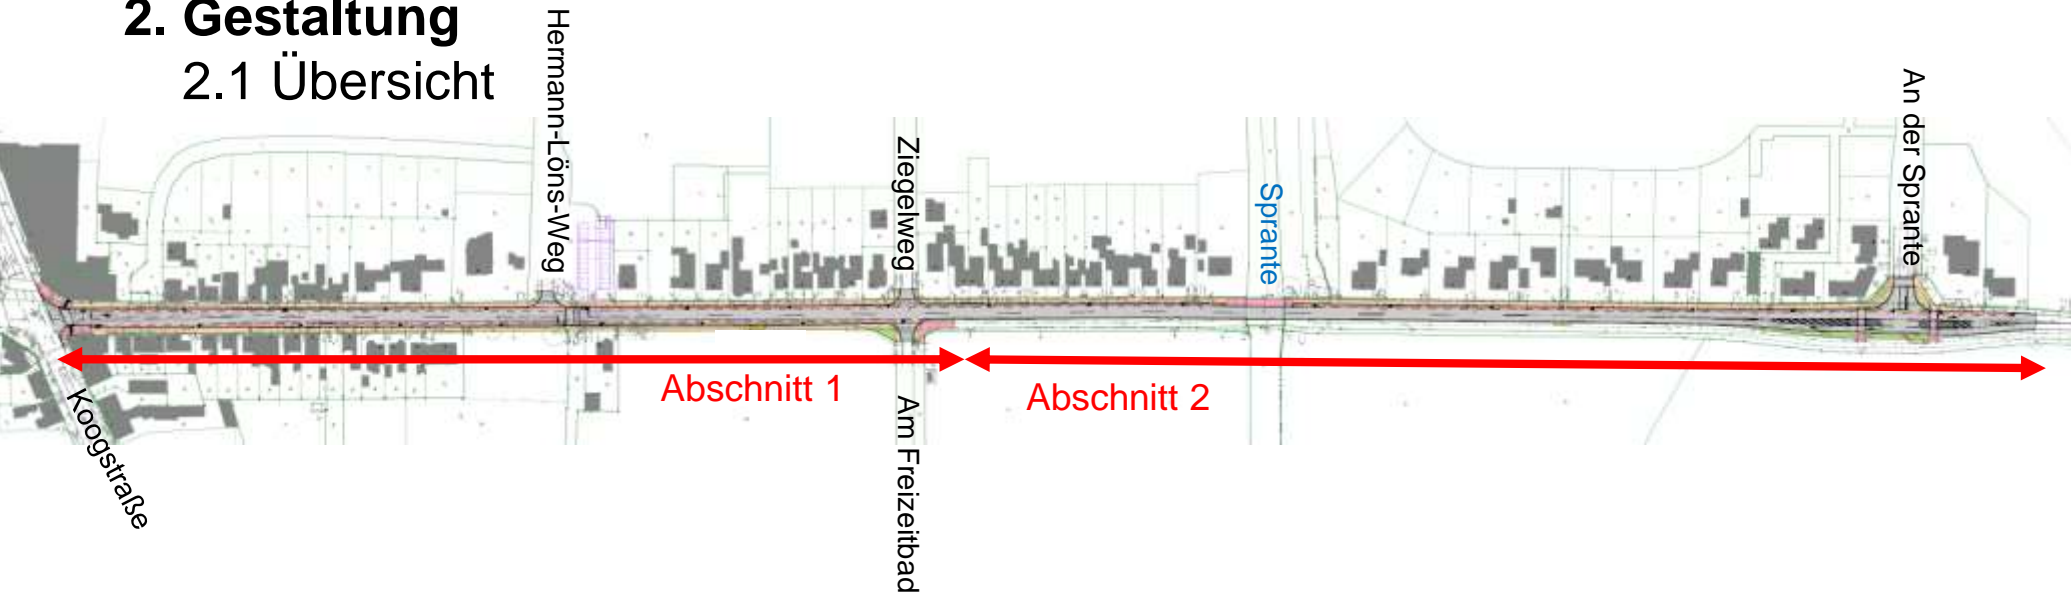 2. Gestaltung
2.1 Übersicht
Hermann-Löns-Weg
Ziegelweg
Sprante
An der Sprante
Abschnitt 1
Abschnitt 2
Koogstraße
Am Freizeitbad